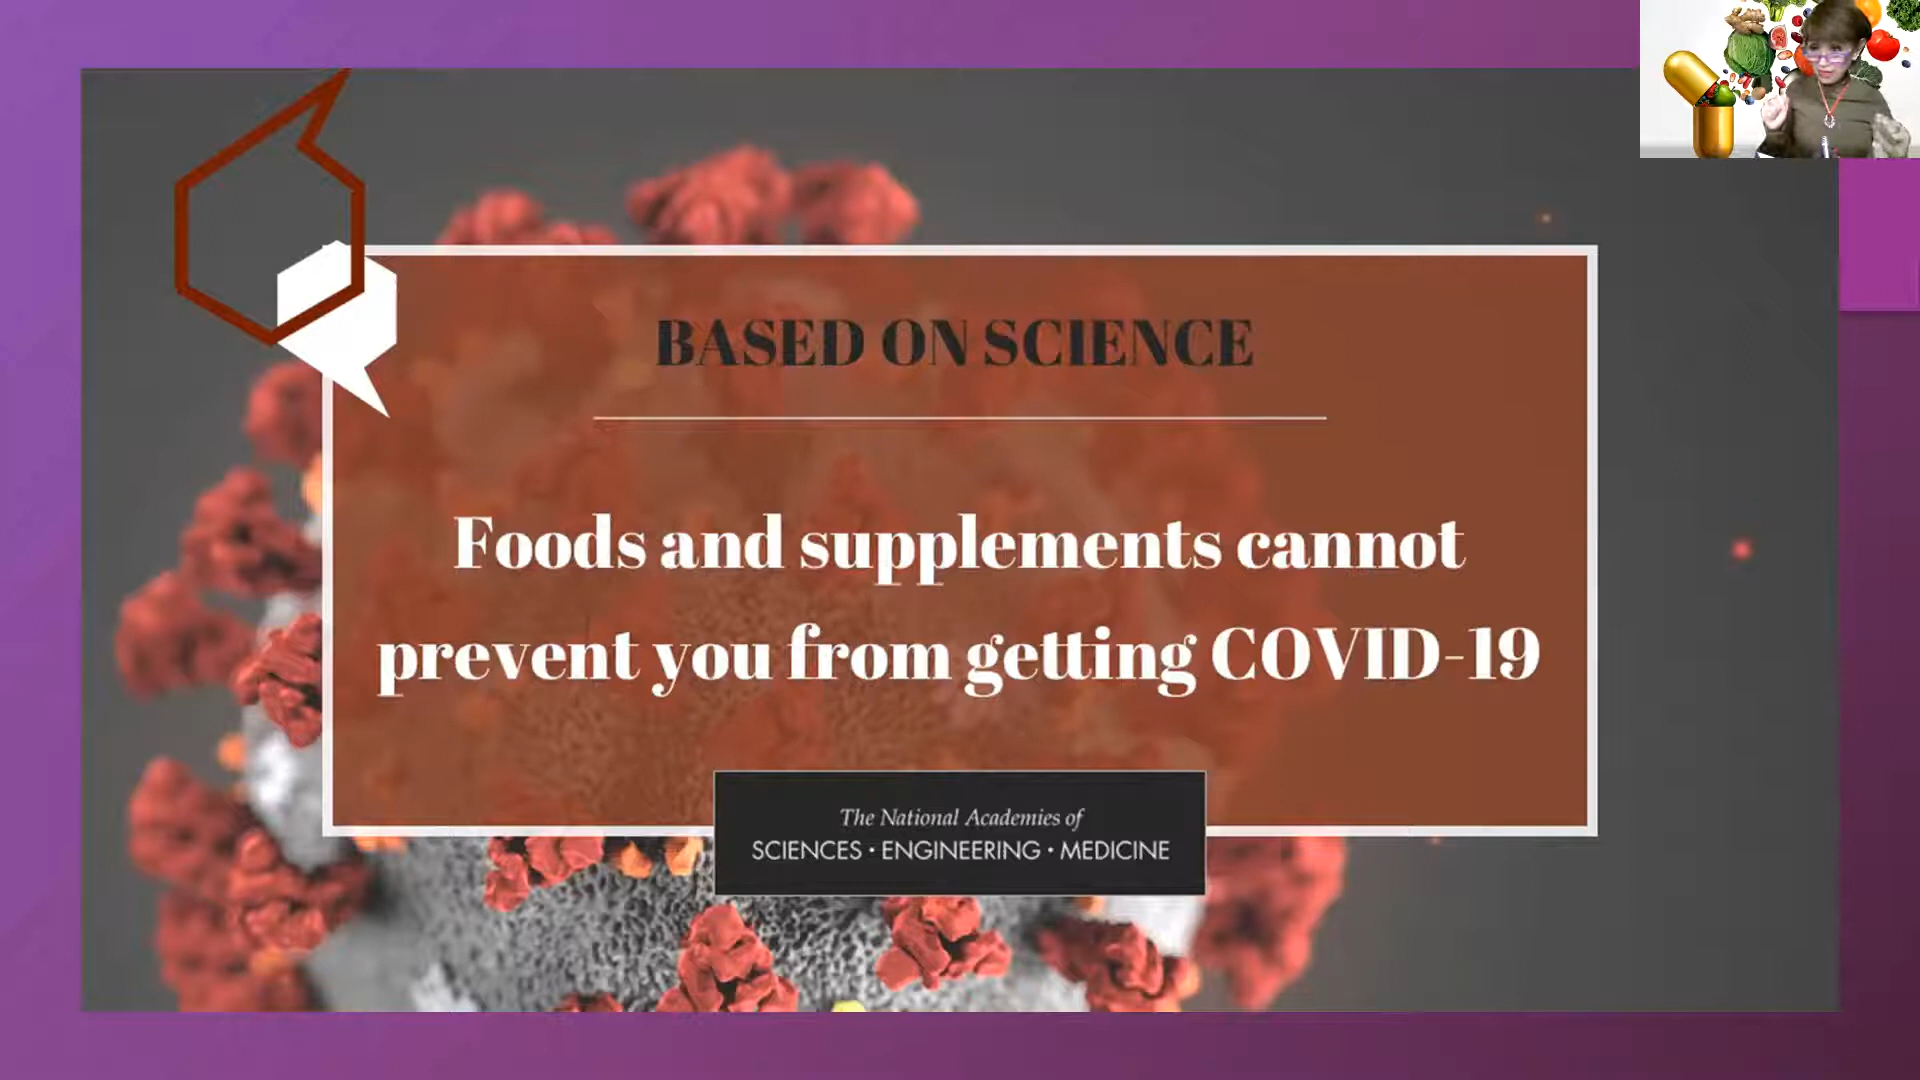 BASED ON SCIENCE
Foods and supplements cannot
prevent you from getting COVID-19
The National Academies of
SCIENCES • ENGINEERING • MEDICINE